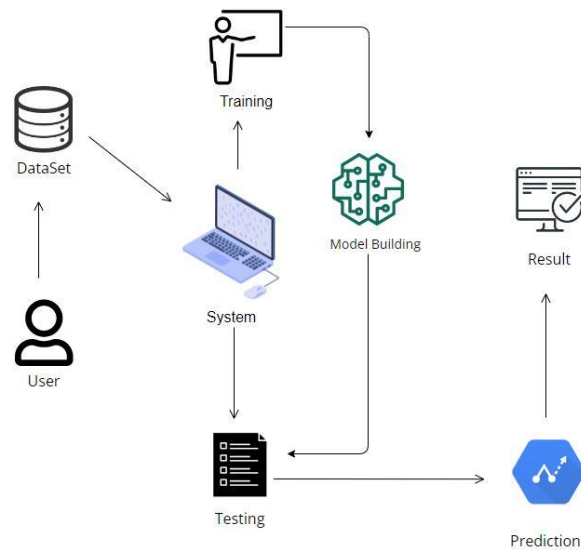 Training
DataSet
Model Building
Result
System
User
Testing
Prediction